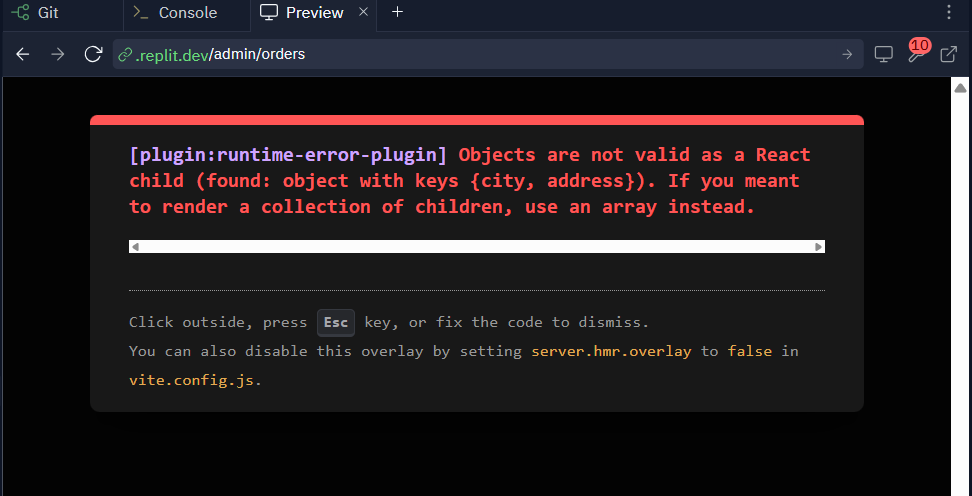 Git Console Preview
.replit.dev/admin/orders 10
[plugin:runtime-error-plugin] Objects are not valid as a React
child (found: object with keys {city, address}). If you meant
to render a collection of children, use an array instead.
Click outside, press Esc key, or fix the code to dismiss.
You can also disable this overlay by setting server.hmr.overlay to false in
vite.config.js.